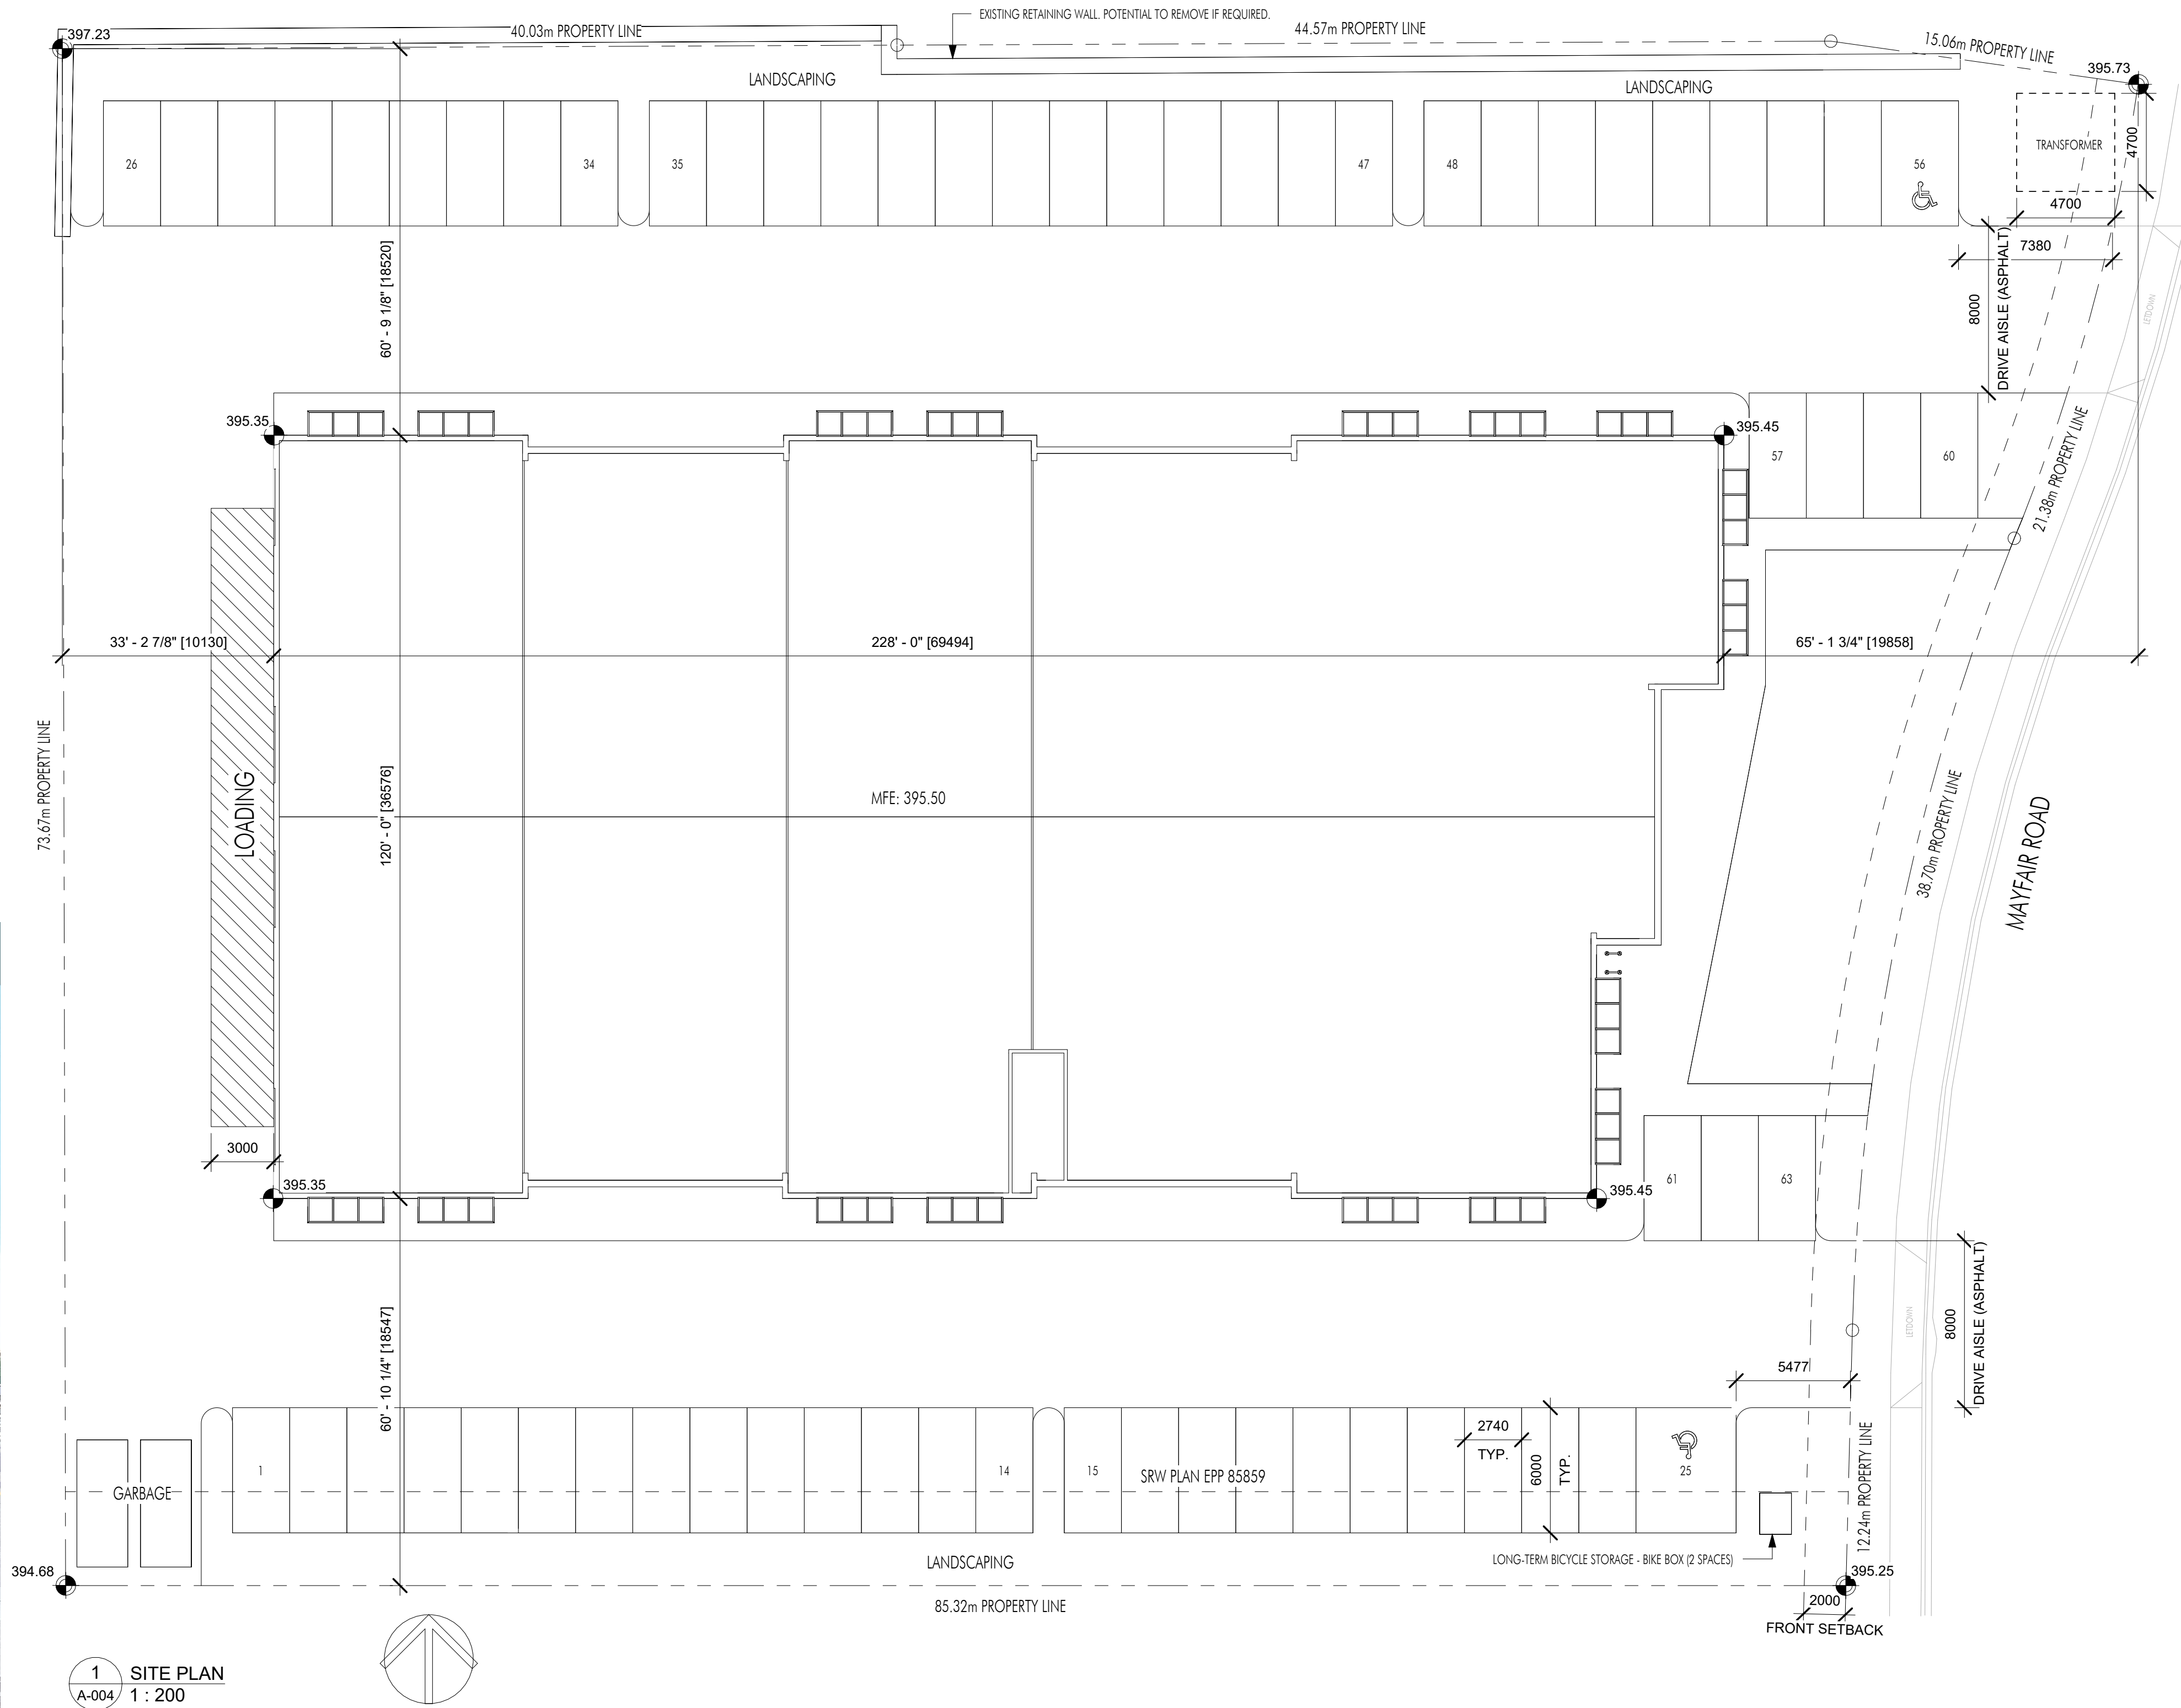 EXISTING RETAINING WALL. POTENTIAL TO REMOVE IF REQUIRED.
397.23
40.03m PROPERTY LINE
44.57m PROPERTY LINE
15.06m PROPERTY LINE
395.73
LANDSCAPING
LANDSCAPING
26
34
35
47
48
56
TRANSFORMER
4700
4700
7380
60' - 9 1/8" [18520]
8000
DRIVE AISLE (ASPHALT)
LETDOWN
395.35
395.45
57
60
21.38m PROPERTY LINE
33' - 2 7/8" [10130]
228' - 0" [69494]
65' - 1 3/4" [19858]
73.67m PROPERTY LINE
LOADING
120' - 0" [36576]
MFE: 395.50
38.70m PROPERTY LINE
MAYFAIR ROAD
3000
395.35
395.45
61
63
60' - 10 1/4" [18547]
LETDOWN
8000
DRIVE AISLE (ASPHALT)
5477
GARBAGE
1
14
15
SRW PLAN EPP 85859
2740
TYP.
6000
TYP.
25
12.24m PROPERTY LINE
LANDSCAPING
LONG-TERM BICYCLE STORAGE - BIKE BOX (2 SPACES)
394.68
395.25
85.32m PROPERTY LINE
2000
FRONT SETBACK
1
A-004
SITE PLAN
1 : 200